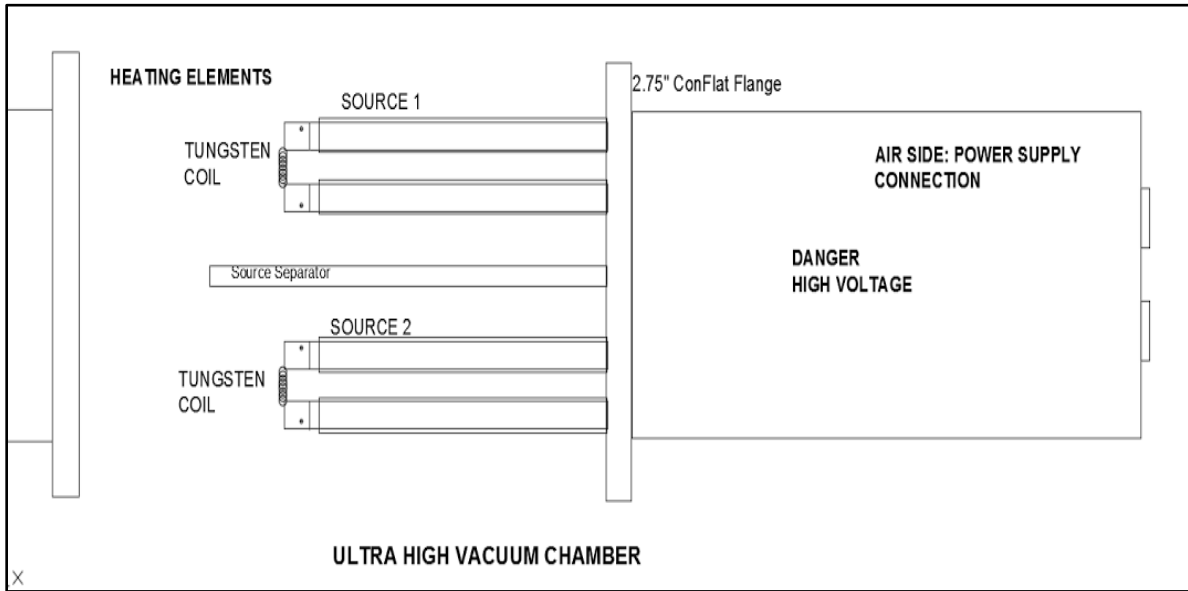 HEATING ELEMENTS
SOURCE 1
2.75" ConFlat Flange
TUNGSTEN
COIL
AIR SIDE: POWER SUPPLY
CONNECTION
DANGER
HIGH VOLTAGE
Source Separator
SOURCE 2
TUNGSTEN
COIL
ULTRA HIGH VACUUM CHAMBER
X